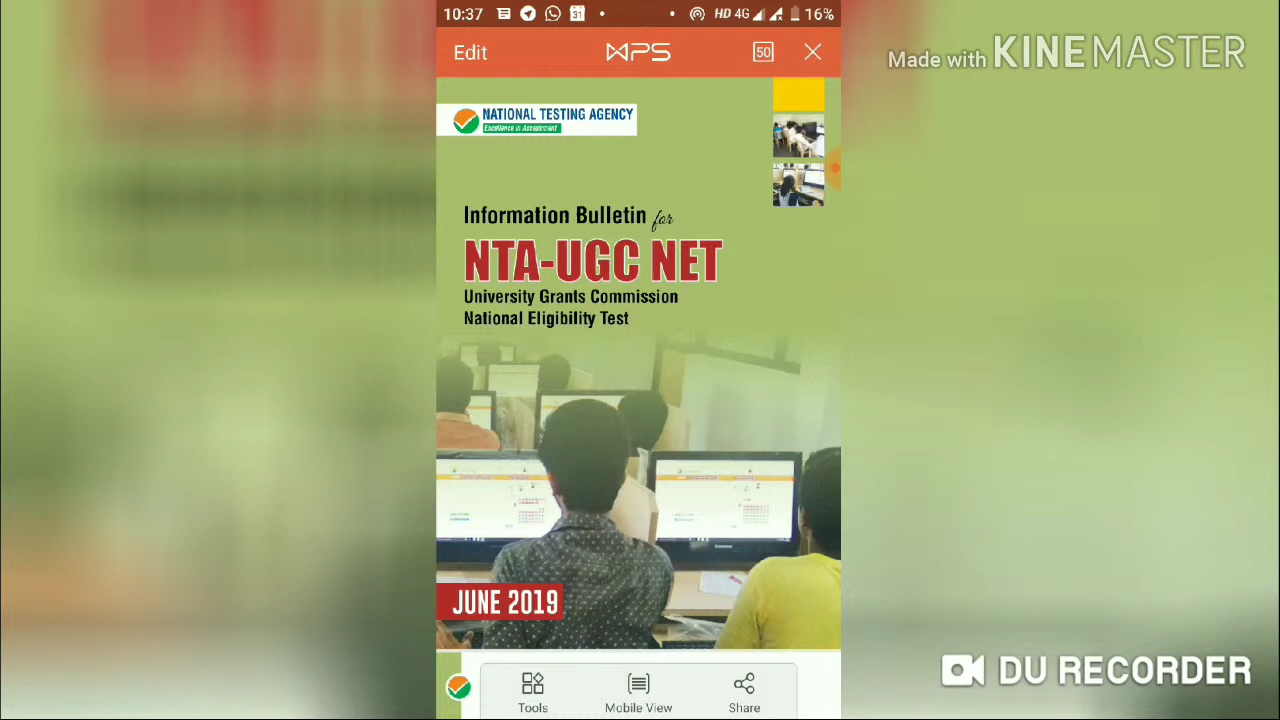 10:37
31
HD 4G
16%
Edit
WPS
50
Made with KINEMASTER
NATIONAL TESTING AGENCY
Excellence in Assessment
Information Bulletin for
NTA-UGC NET
University Grants Commission
National Eligibility Test
JUNE 2019
Tools
Mobile View
Share
DU RECORDER